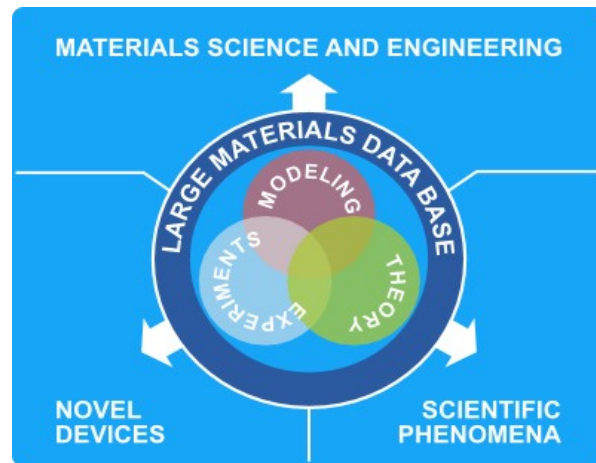 MATERIALS SCIENCE AND ENGINEERING
LARGE MATERIALS DATA BASE
MODELING
EXPERIMENTS
THEORY
NOVEL
DEVICES
SCIENTIFIC
PHENOMENA